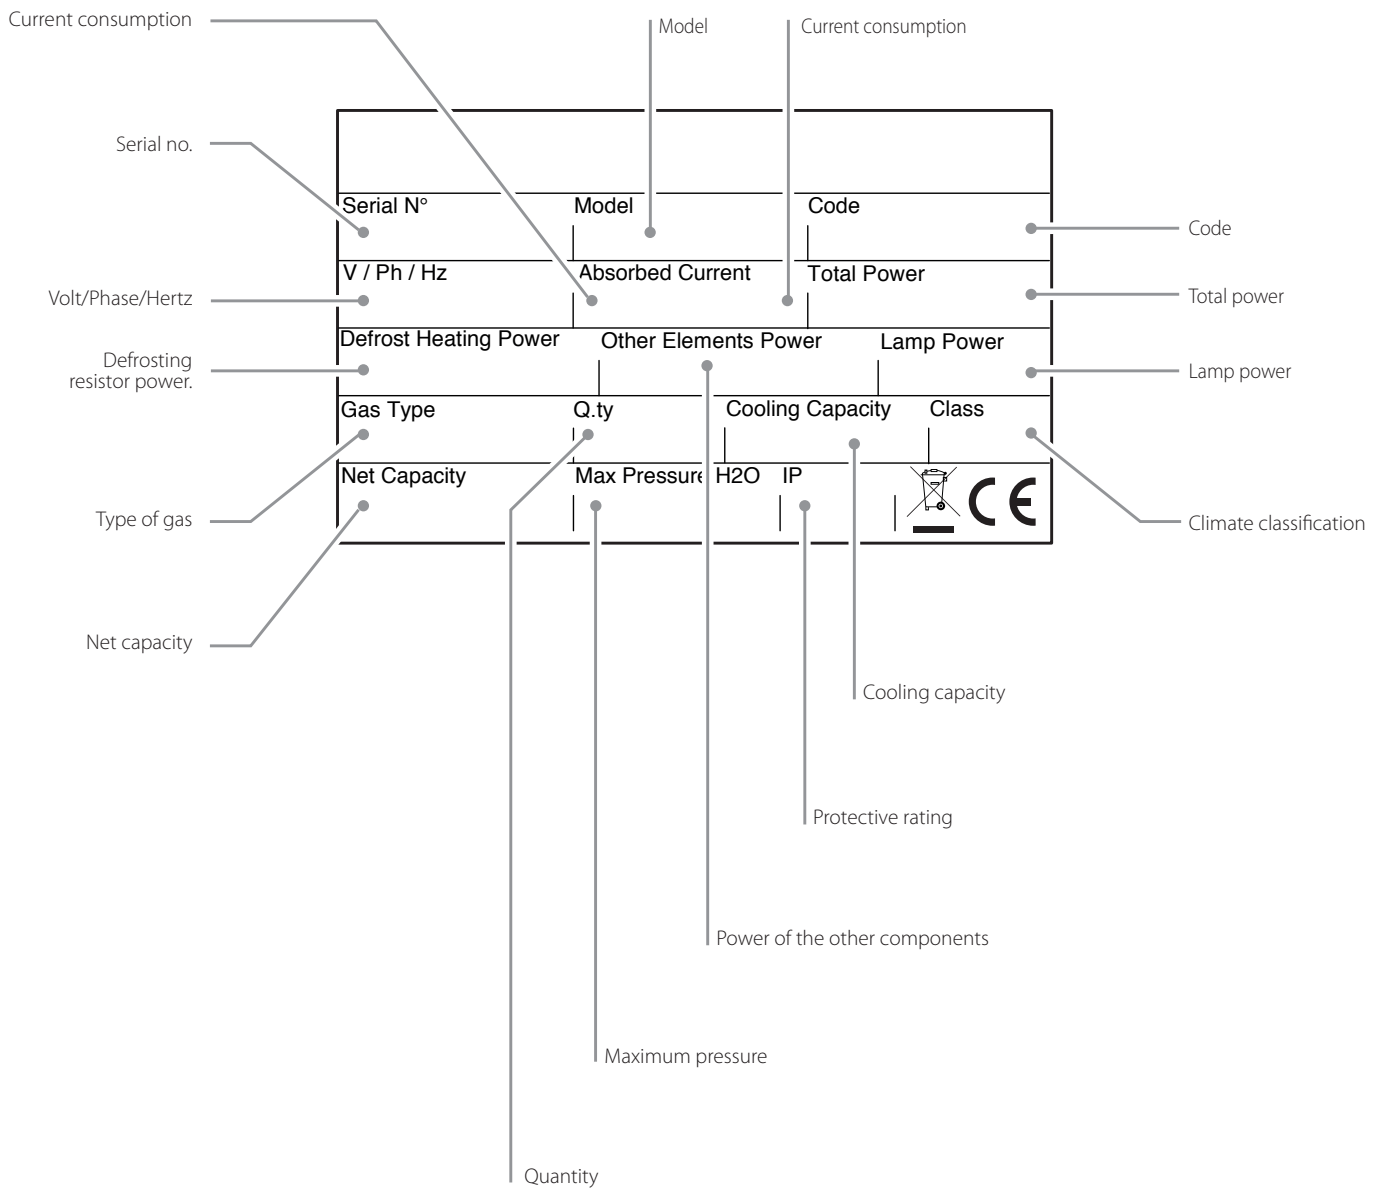 Current consumption
Model
Current consumption
Serial no.
Serial N°
Model
Code
Code
V / Ph / Hz
Absorbed Current
Total Power
Volt/Phase/Hertz
Total power
Defrost Heating Power
Other Elements Power
Lamp Power
Defrosting
resistor power.
Lamp power
Gas Type
Q.ty
Cooling Capacity
Class
Net Capacity
Max Pressure H2O
IP
CE
Type of gas
Climate classification
Net capacity
Cooling capacity
Protective rating
Power of the other components
Maximum pressure
Quantity